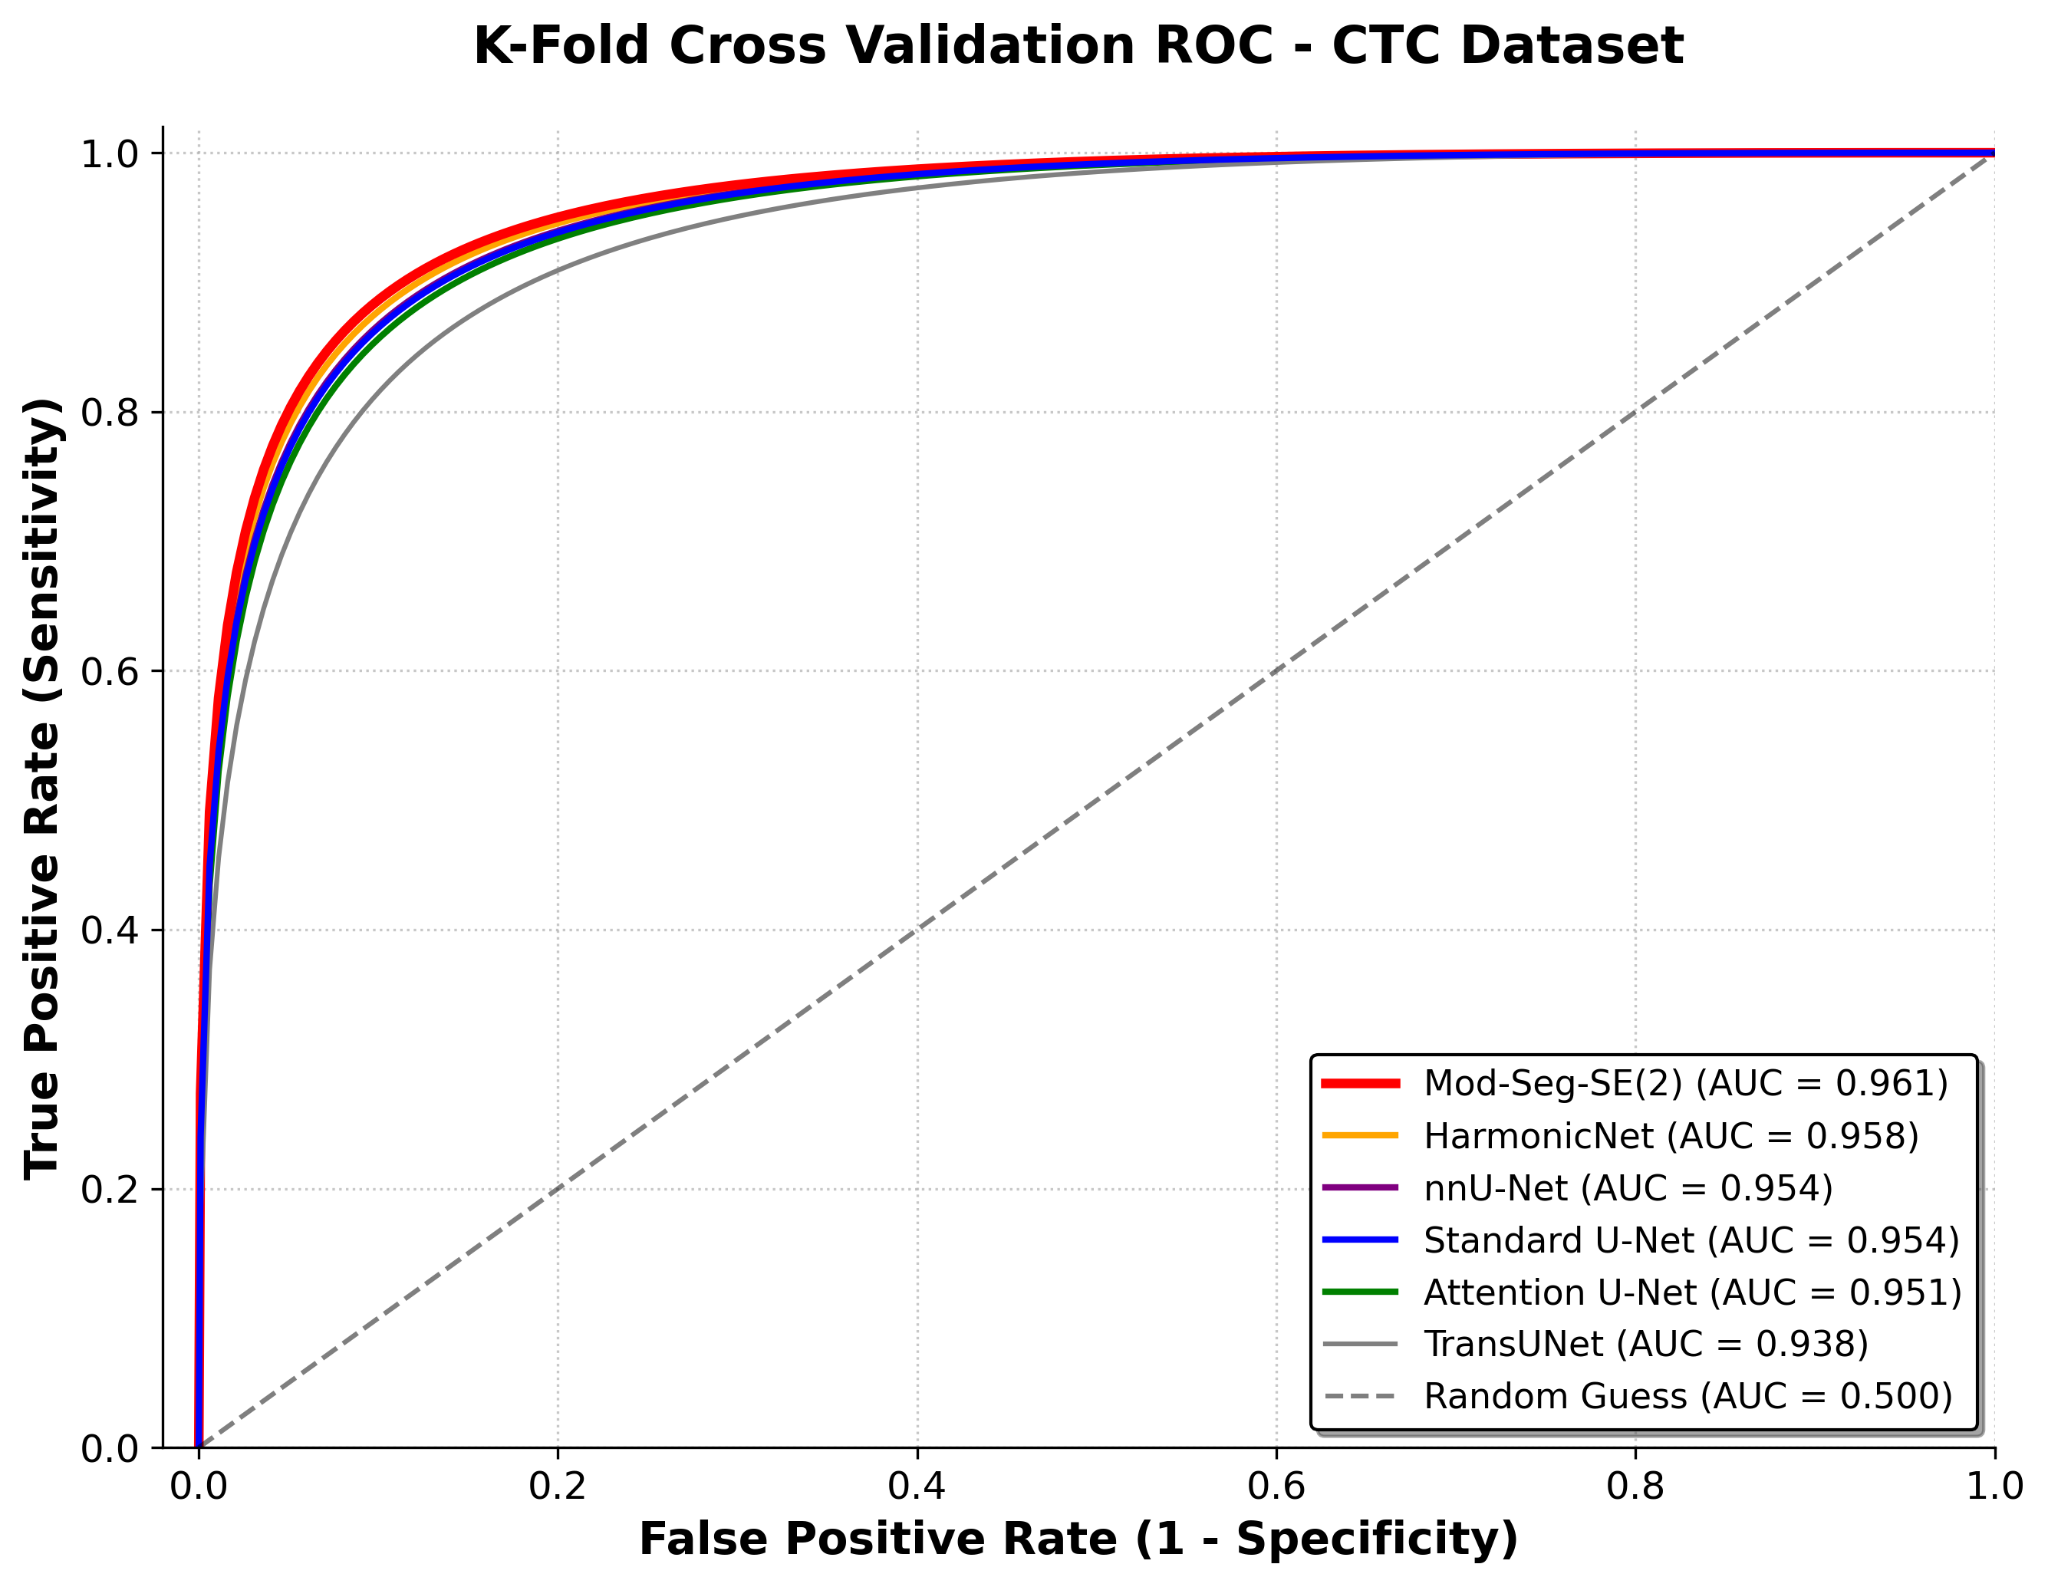 K-Fold Cross Validation ROC - CTC Dataset
True Positive Rate (Sensitivity)
1.0
0.8
0.6
0.4
0.2
0.0
0.0
0.2
0.4
0.6
0.8
1.0
False Positive Rate (1 - Specificity)
Mod-Seg-SE(2) (AUC = 0.961)
HarmonicNet (AUC = 0.958)
nnU-Net (AUC = 0.954)
Standard U-Net (AUC = 0.954)
Attention U-Net (AUC = 0.951)
TransUNet (AUC = 0.938)
Random Guess (AUC = 0.500)